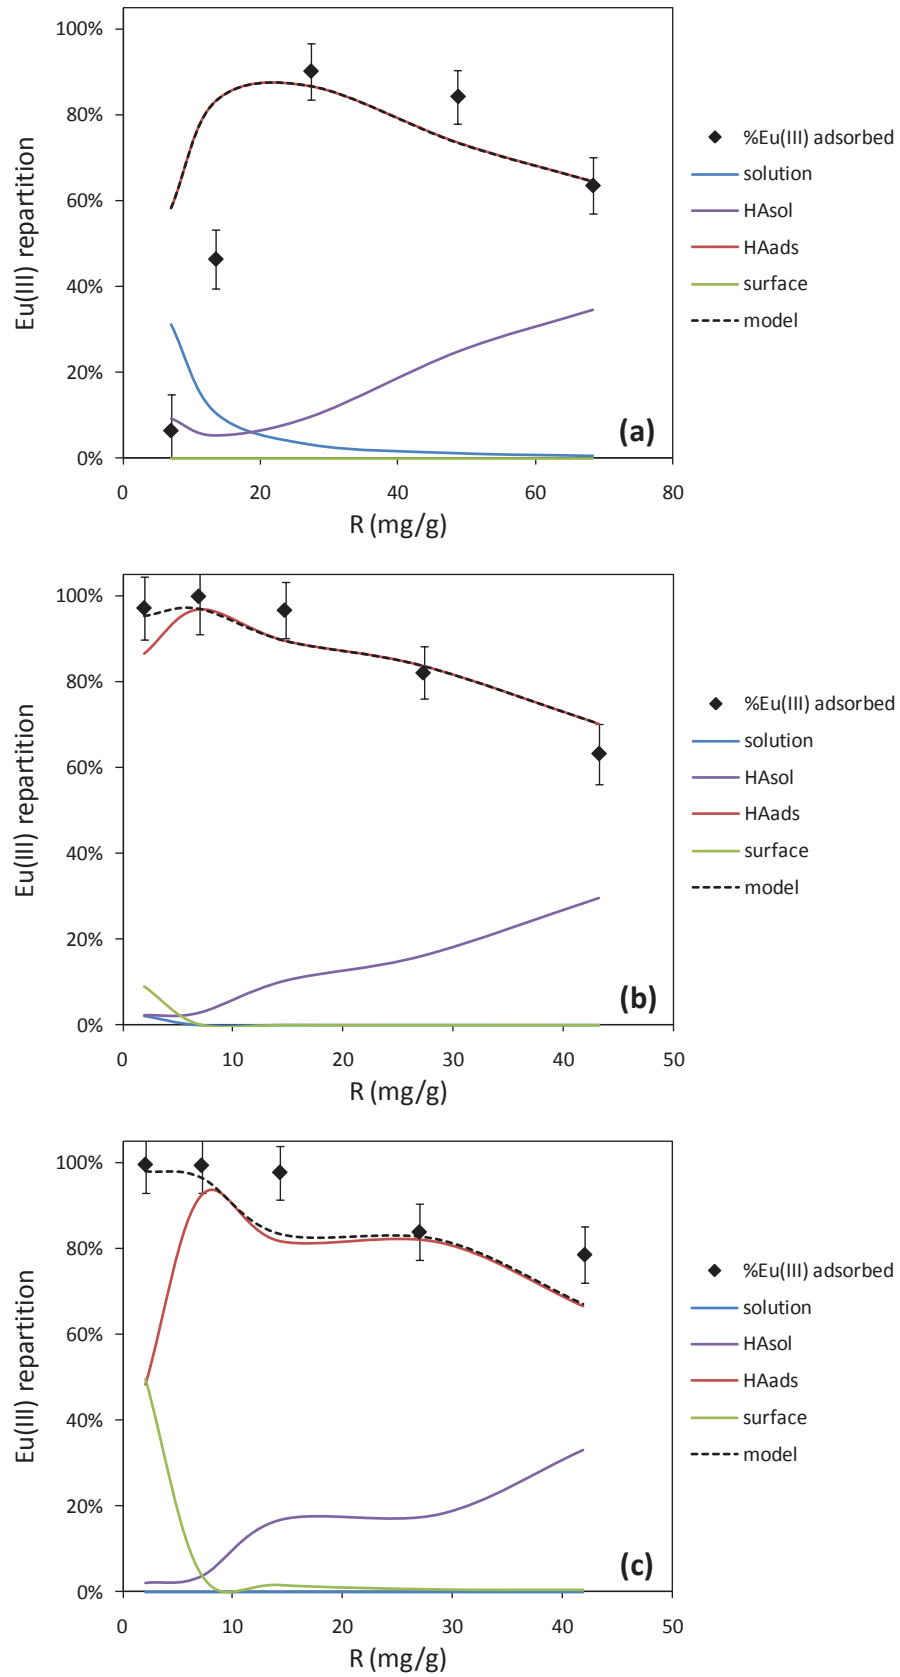 100%
80%
60%
40%
20%
0%
Eu(III) repartition
0 20 40 60 80
R (mg/g)
(a)
%Eu(III) adsorbed
solution
HAsol
HAads
surface
model
100%
80%
60%
40%
20%
0%
Eu(III) repartition
0 10 20 30 40 50
R (mg/g)
(b)
%Eu(III) adsorbed
solution
HAsol
HAads
surface
model
100%
80%
60%
40%
20%
0%
Eu(III) repartition
0 10 20 30 40 50
R (mg/g)
(c)
%Eu(III) adsorbed
solution
HAsol
HAads
surface
model